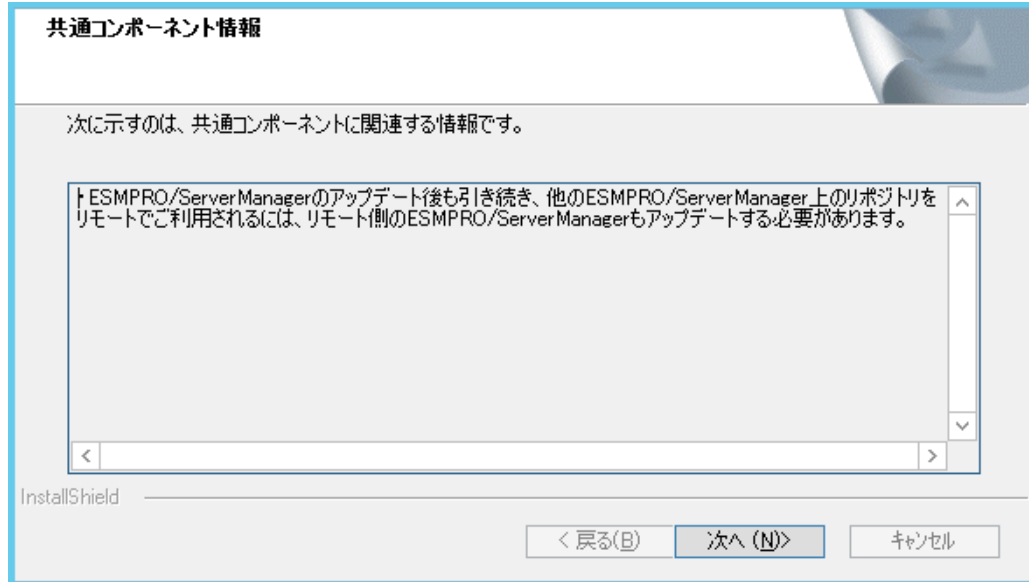 共通コンポーネント情報
次に示すのは、共通コンポーネントに関連する情報です。
ESMPRO/ServerManagerのアップデート後も引き続き、他のESMPRO/ServerManager上のリポジトリを
リモートでご利用されるには、リモート側のESMPRO/ServerManagerもアップデートする必要があります。
InstallShield
< 戻る(B)
次へ (N)>
キャンセル